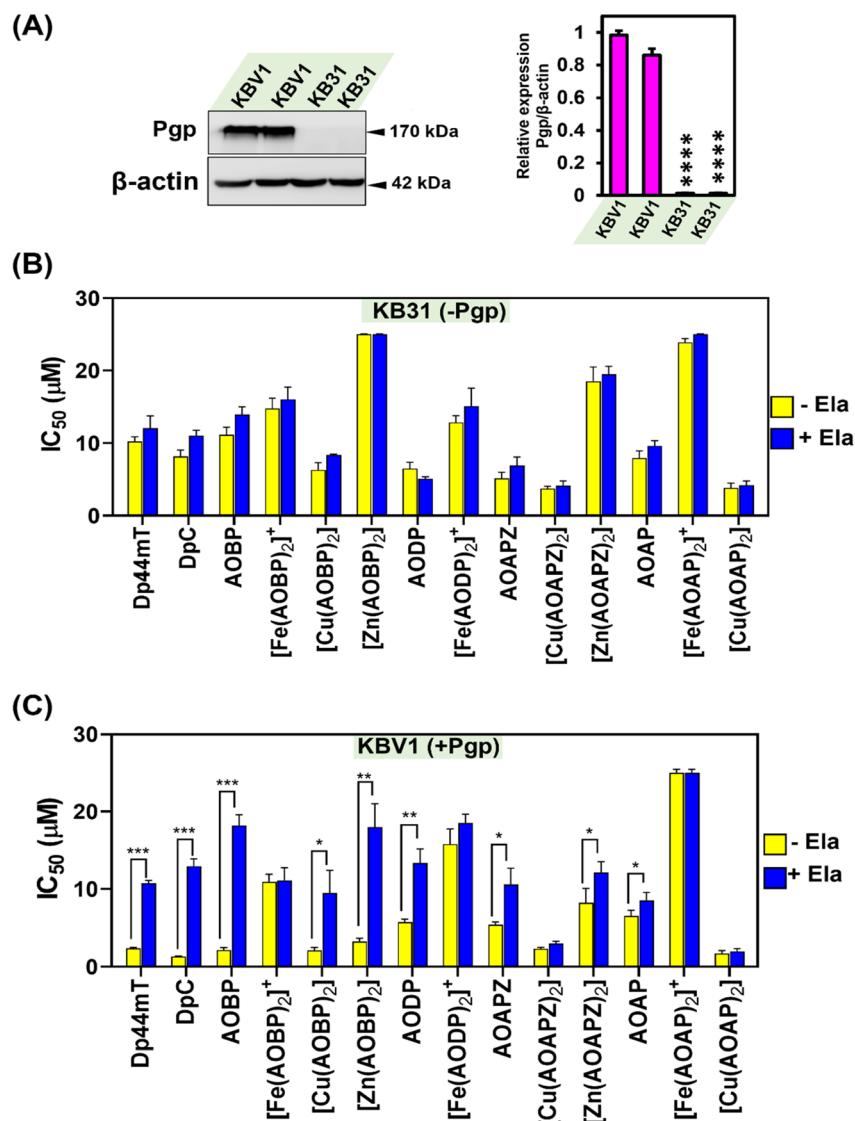 (A)
KBV1 KBV1 KB31 KB31
Pgp
170 kDa
β-actin
42 kDa
Relative expression
Pgp/β-actin
1
0.8
0.6
0.4
0.2
0
****
****
KBV1 KBV1 KB31 KB31
(B)
KB31 (-Pgp)
IC50 (μM)
30
20
10
0
- Ela
+ Ela
Dp44mT
DpC
AOBP
[Fe(AOBP)2]+
[Cu(AOBP)2]
[Zn(AOBP)2]
AODP
[Fe(AODP)2]+
AOAPZ
[Cu(AOAPZ)2]
[Zn(AOAPZ)2]
AOAP
[Fe(AOAP)2]+
[Cu(AOAP)2]
(C)
KBV1 (+Pgp)
IC50 (μM)
30
20
10
0
***
***
***
*
**
**
*
*
*
- Ela
+ Ela
Dp44mT
DpC
AOBP
[Fe(AOBP)2]+
[Cu(AOBP)2]
[Zn(AOBP)2]
AODP
[Fe(AODP)2]+
AOAPZ
Cu(AOAPZ)2]
[Zn(AOAPZ)2]
AOAP
[Fe(AOAP)2]+
[Cu(AOAP)2]